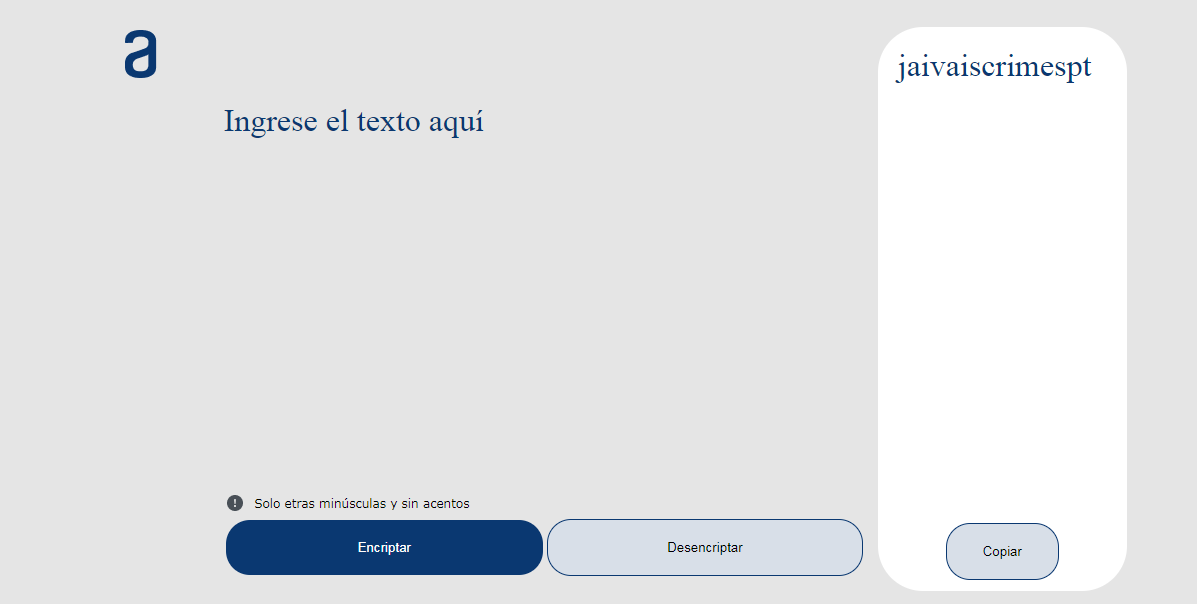 a
Ingrese el texto aquí
Solo etras minúsculas y sin acentos
Encriptar
Desencriptar
jaivaiscrimespt
Copiar